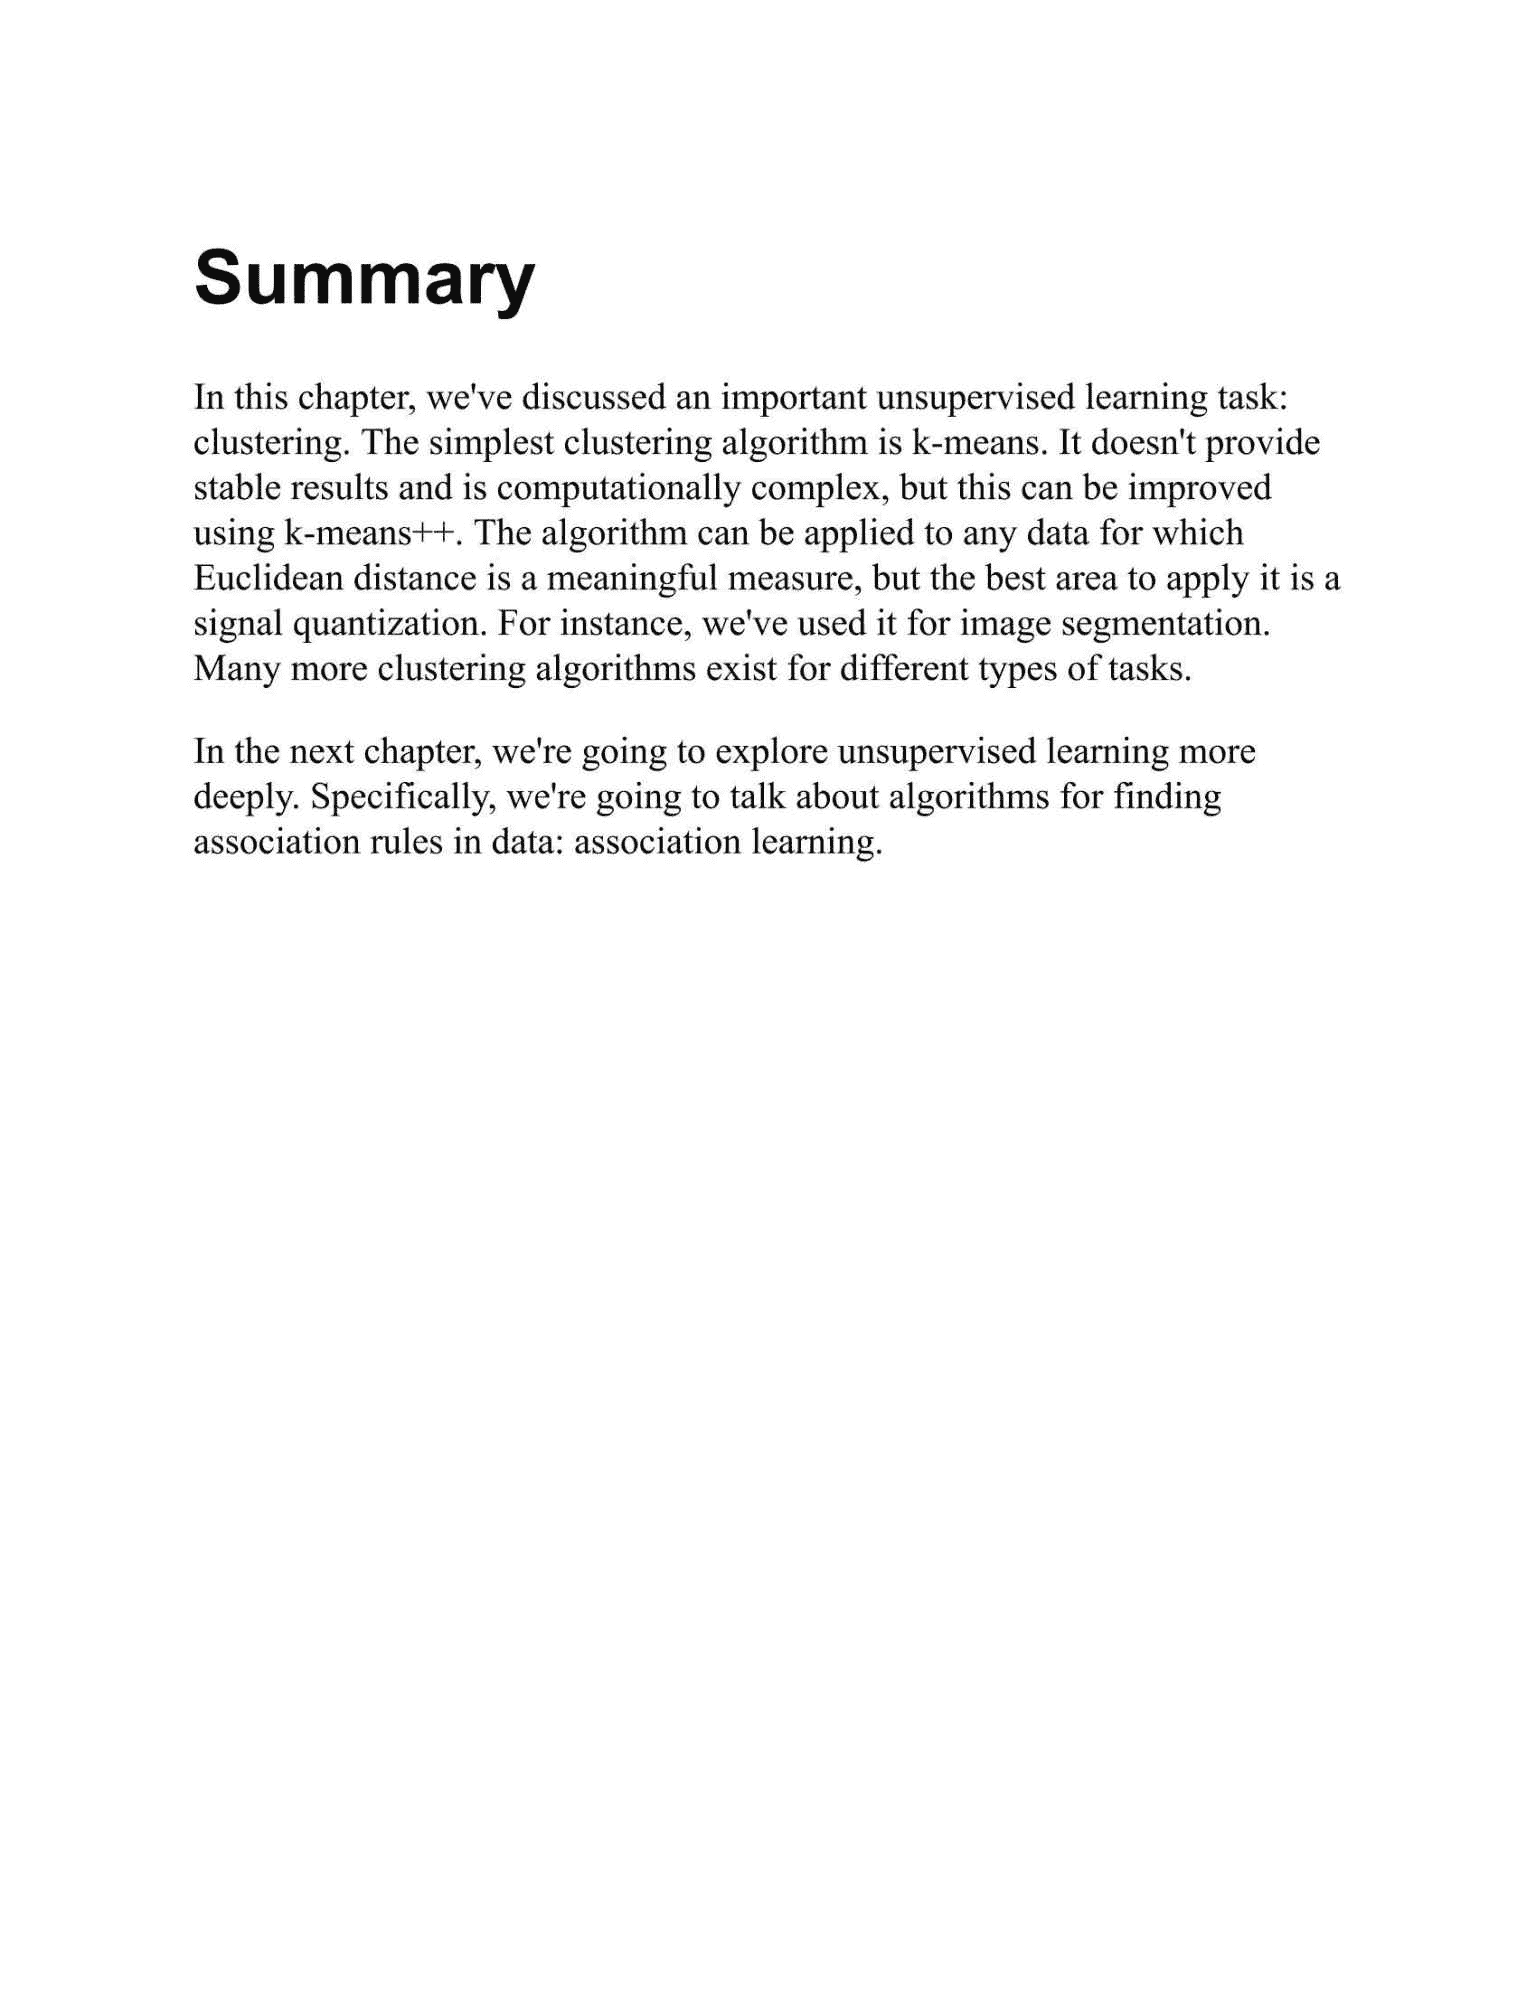 Summary
In this chapter, we've discussed an important unsupervised learning task:
clustering. The simplest clustering algorithm is k-means. It doesn't provide
stable results and is computationally complex, but this can be improved
using k-means++. The algorithm can be applied to any data for which
Euclidean distance is a meaningful measure, but the best area to apply it is a
signal quantization. For instance, we've used it for image segmentation.
Many more clustering algorithms exist for different types of tasks.
In the next chapter, we're going to explore unsupervised learning more
deeply. Specifically, we're going to talk about algorithms for finding
association rules in data: association learning.